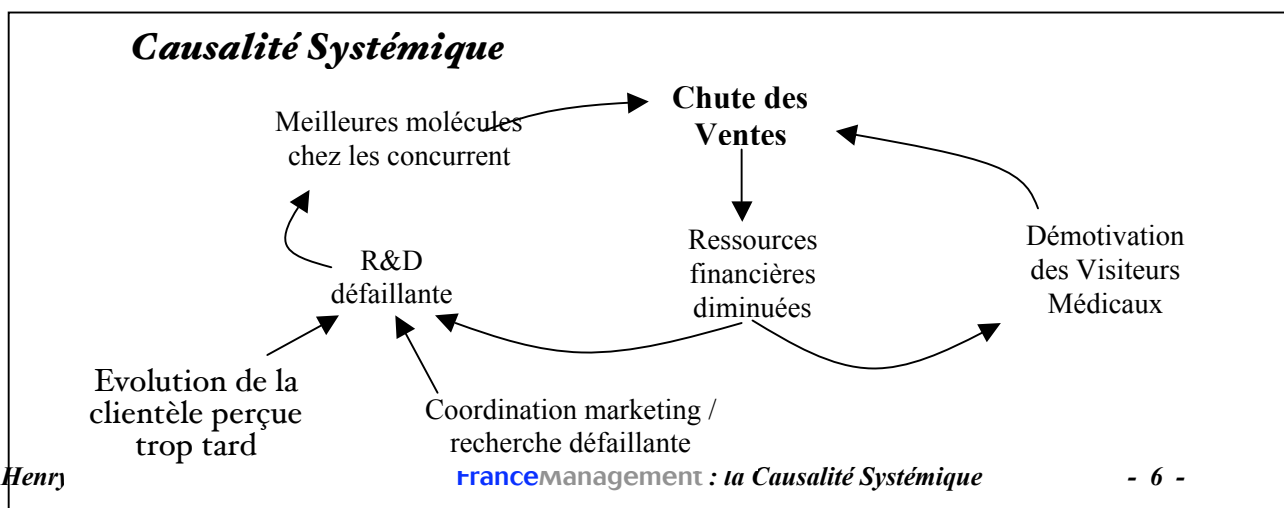 Causalité Systémique
Meilleures molécules
chez les concurrent
Chute des
Ventes
R&D
défaillante
Ressources
financières
diminuées
Démotivation
des Visiteurs
Médicaux
Evolution de la
clientèle perçue
trop tard
Coordination marketing /
recherche défaillante
Henry
FranceManagement : la Causalité Systémique
- 6 -